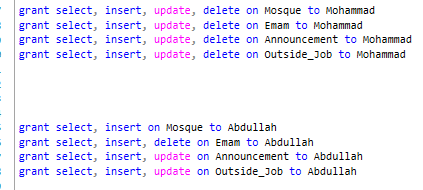 grant select, insert, update, delete on Mosque to Mohammad
grant select, insert, update, delete on Emam to Mohammad
grant select, insert, update, delete on Announcement to Mohammad
grant select, insert, update, delete on Outside_Job to Mohammad
grant select, insert on Mosque to Abdullah
grant select, insert, delete on Emam to Abdullah
grant select, insert, update on Announcement to Abdullah
grant select, insert, update on Outside_Job to Abdullah